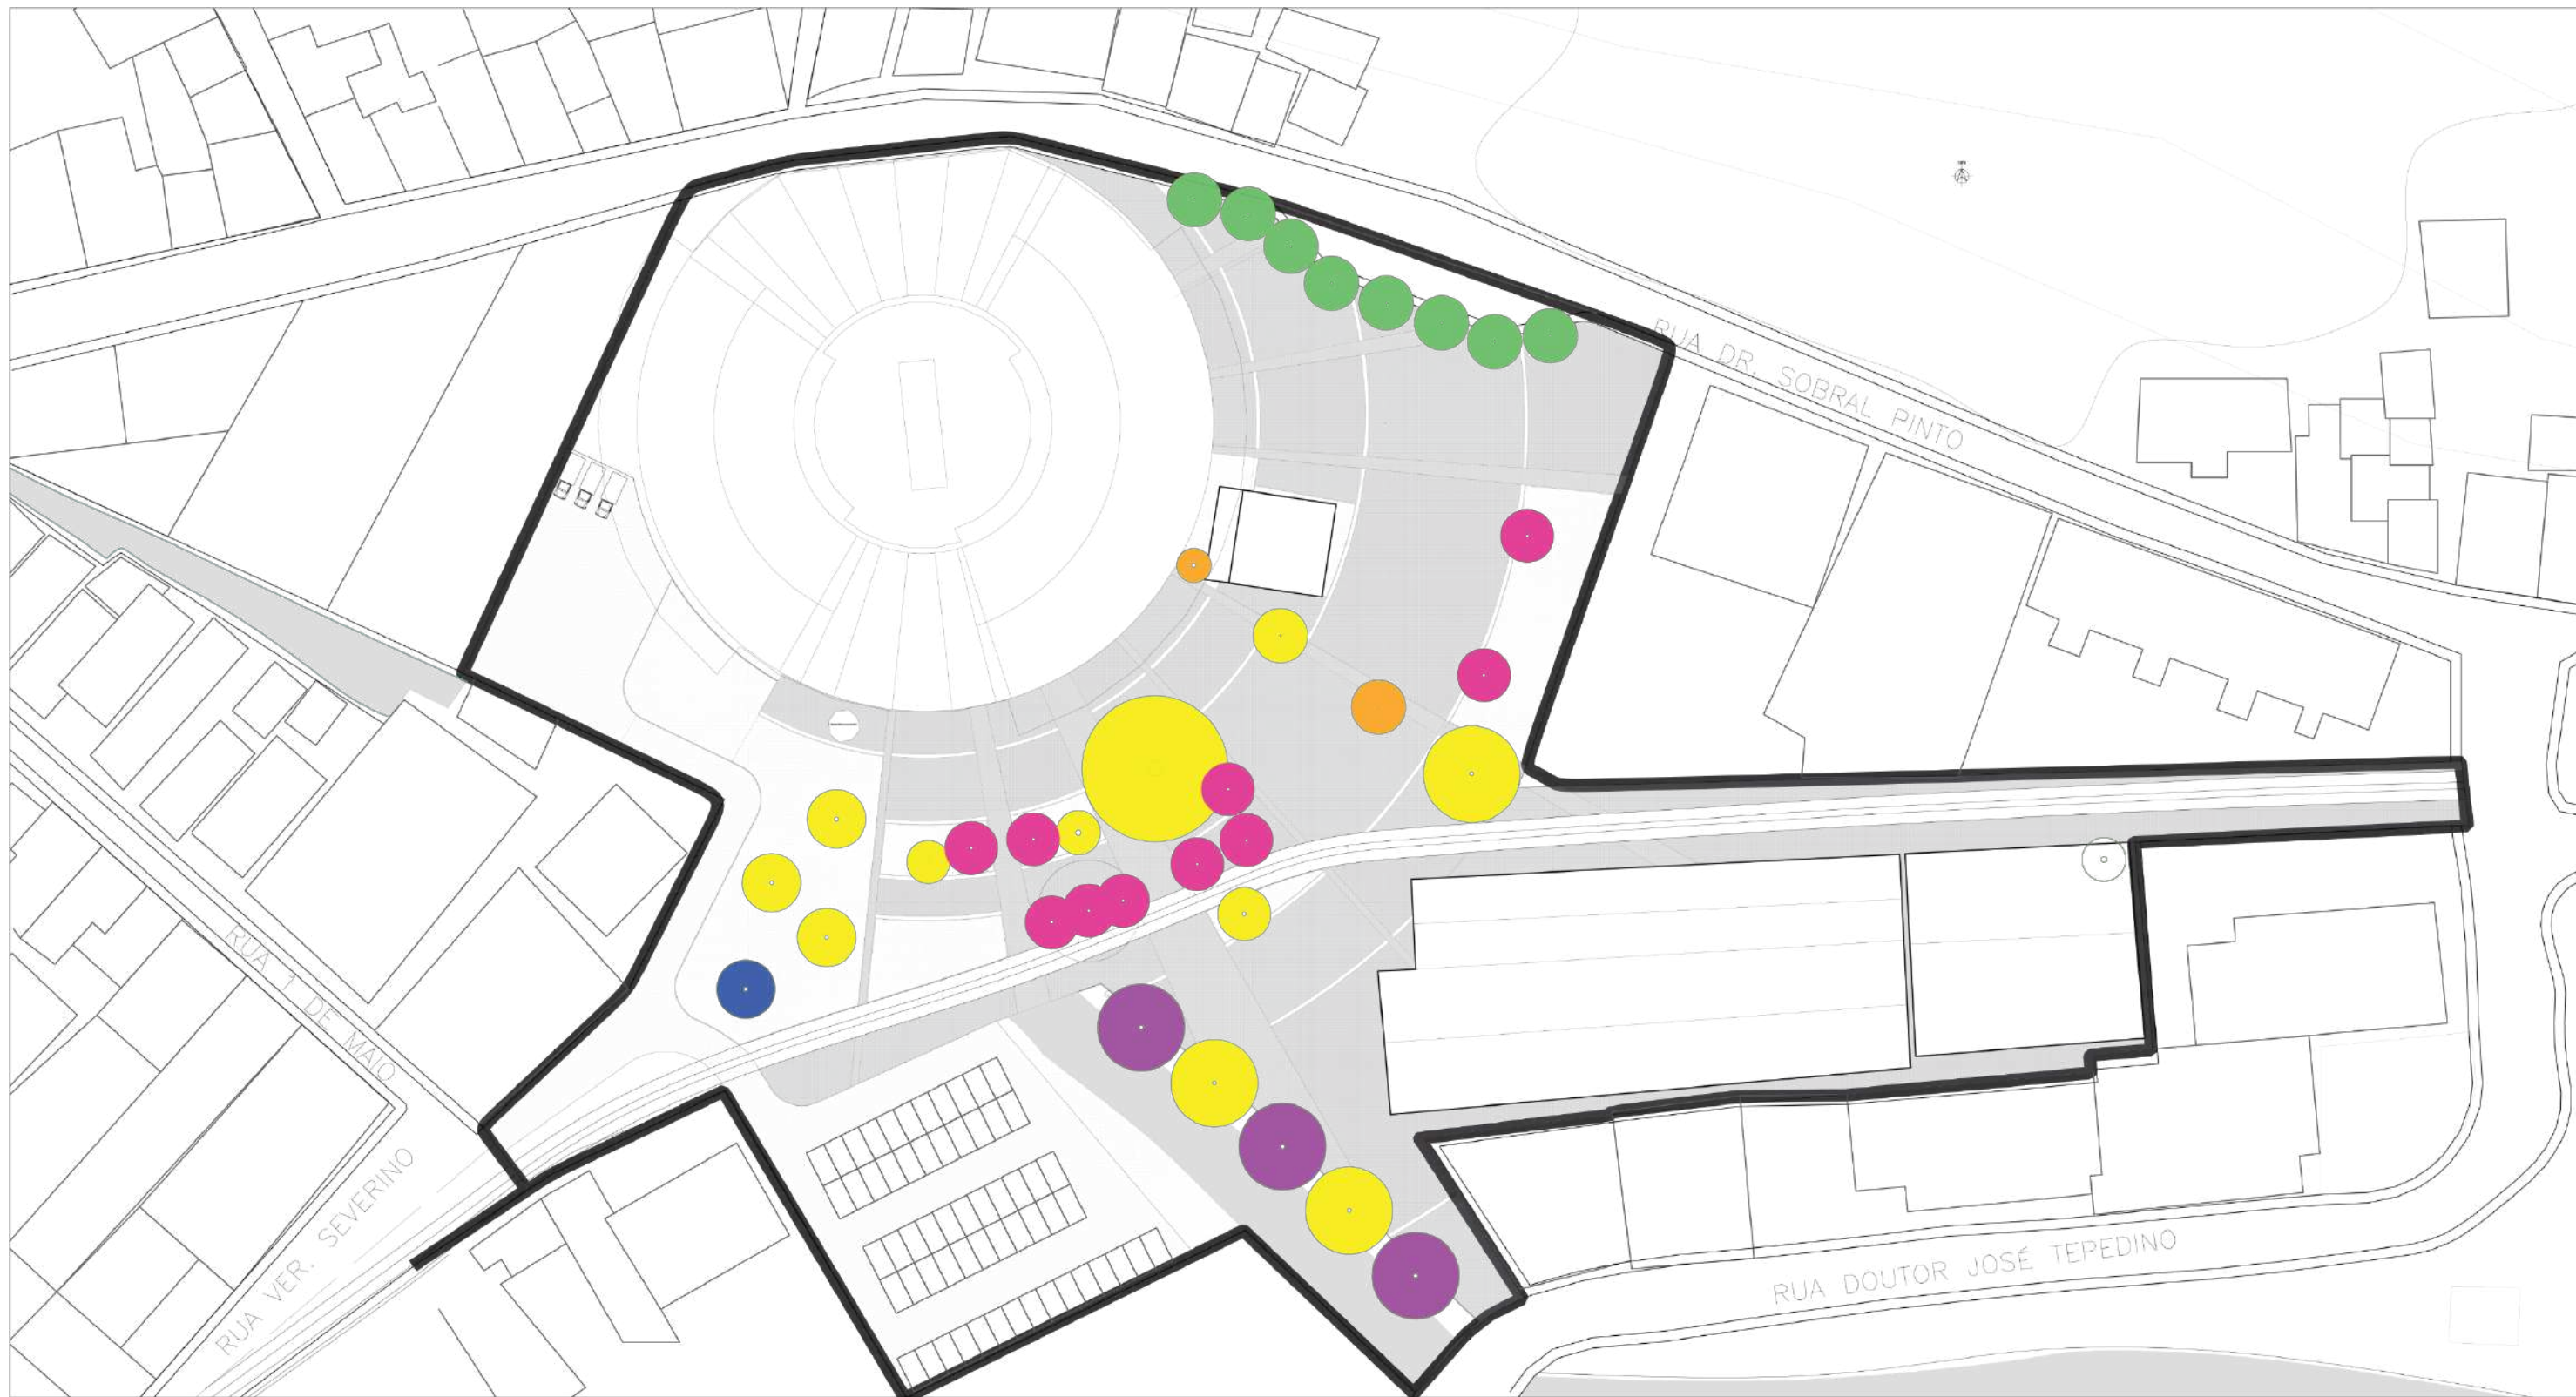 RUA DR. SOBRAL PINTO
RUA 1 DE MAIO
RUA VER. SEVERINO
RUA DOUTOR JOSÉ TEPEDINO